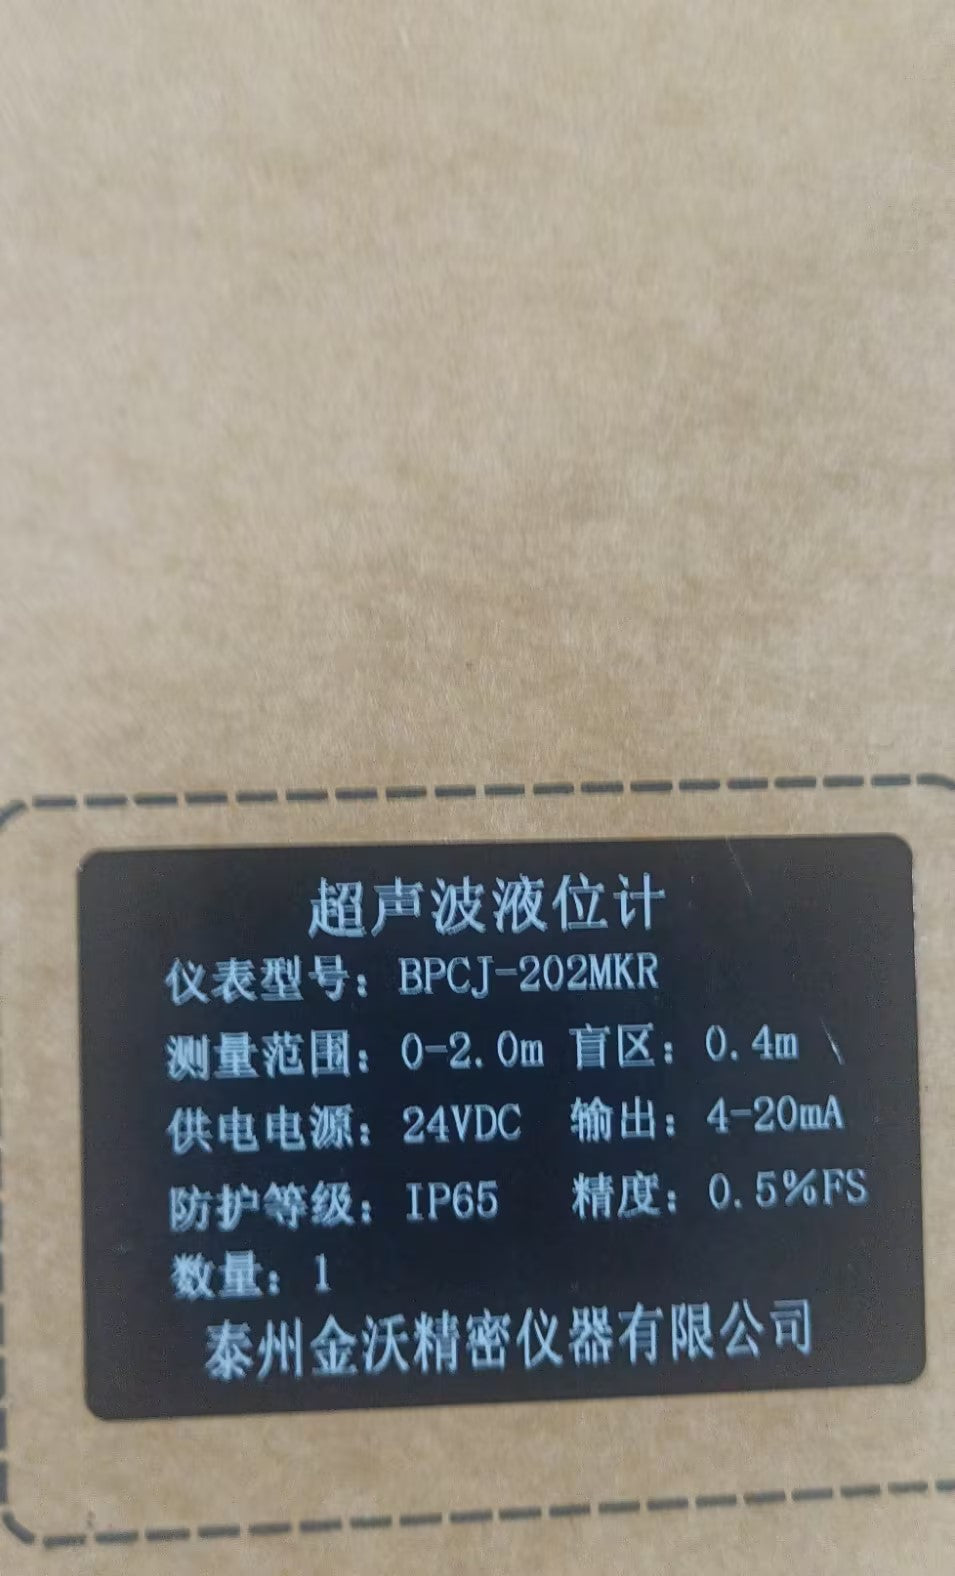 超声波液位计
仪表型号：BPCJ-202MKR
测量范围：0-2.0m 盲区：0.4m
供电电源：24VDC 输出：4-20mA
防护等级：IP65 精度：0.5%FS
数量：1
泰州金沃精密仪器有限公司